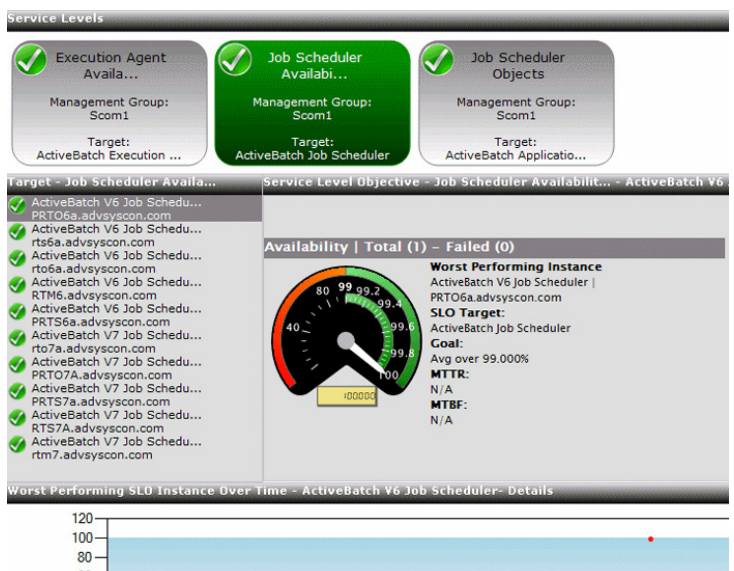 Service Levels
Execution Agent
Availa...
Management Group:
Scom1
Target:
ActiveBatch Execution ...
Job Scheduler
Availabi...
Management Group:
Scom1
Target:
ActiveBatch Job Scheduler
Job Scheduler
Objects
Management Group:
Scom1
Target:
ActiveBatch Applicatio...
Target - Job Scheduler Availa...
ActiveBatch V6 Job Schedu...
PRTO6a.advsyscon.com
ActiveBatch V6 Job Schedu...
rts6a.advsyscon.com
ActiveBatch V6 Job Schedu...
rto6a.advsyscon.com
ActiveBatch V6 Job Schedu...
RTM6.advsyscon.com
ActiveBatch V6 Job Schedu...
PRTS6a.advsyscon.com
ActiveBatch V7 Job Schedu...
rto7a.advsyscon.com
ActiveBatch V7 Job Schedu...
PRTO7A.advsyscon.com
ActiveBatch V7 Job Schedu...
PRTS7a.advsyscon.com
ActiveBatch V7 Job Schedu...
RTS7A.advsyscon.com
ActiveBatch V7 Job Schedu...
rtm7.advsyscon.com
Service Level Objective - Job Scheduler Availabilit... - ActiveBatch V6
Availability | Total (1) – Failed (0)
40
80
99
99.2
99.4
99.6
99.8
100
100000
Worst Performing Instance
ActiveBatch V6 Job Scheduler |
PRTO6a.advsyscon.com
SLO Target:
ActiveBatch Job Scheduler
Goal:
Avg over 99.000%
MTTR:
N/A
MTBF:
N/A
Worst Performing SLO Instance Over Time - ActiveBatch V6 Job Scheduler- Details
120
100
80